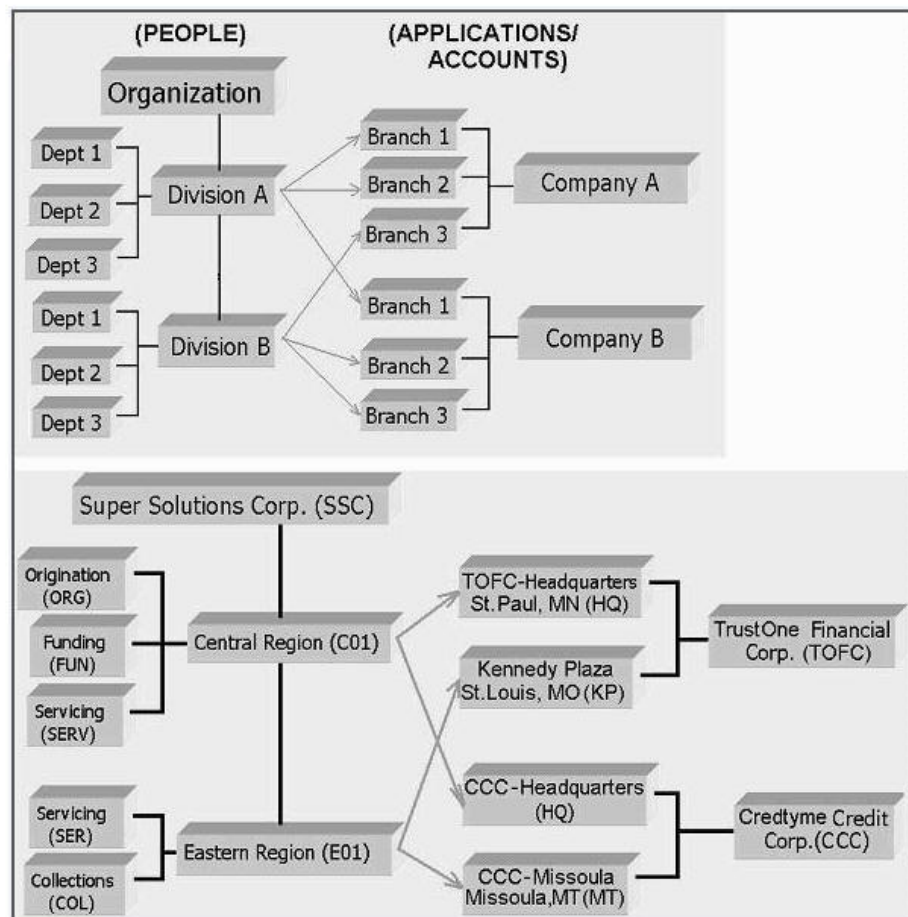 (PEOPLE)
(APPLICATIONS/
ACCOUNTS)
Organization
Dept 1
Dept 2
Dept 3
Division A
Dept 1
Dept 2
Dept 3
Division B
Branch 1
Branch 2
Branch 3
Company A
Branch 1
Branch 2
Branch 3
Company B
Super Solutions Corp. (SSC)
Origination
(ORG)
Funding
(FUN)
Servicing
(SERV)
Central Region (C01)
Servicing
(SER)
Collections
(COL)
Eastern Region (E01)
TOFC-Headquarters
St.Paul, MN (HQ)
Kennedy Plaza
St.Louis, MO (KP)
TrustOne Financial
Corp. (TOFC)
CCC-Headquarters
(HQ)
CCC-Missoula
Missoula,MT(MT)
Credtyme Credit
Corp.(CCC)